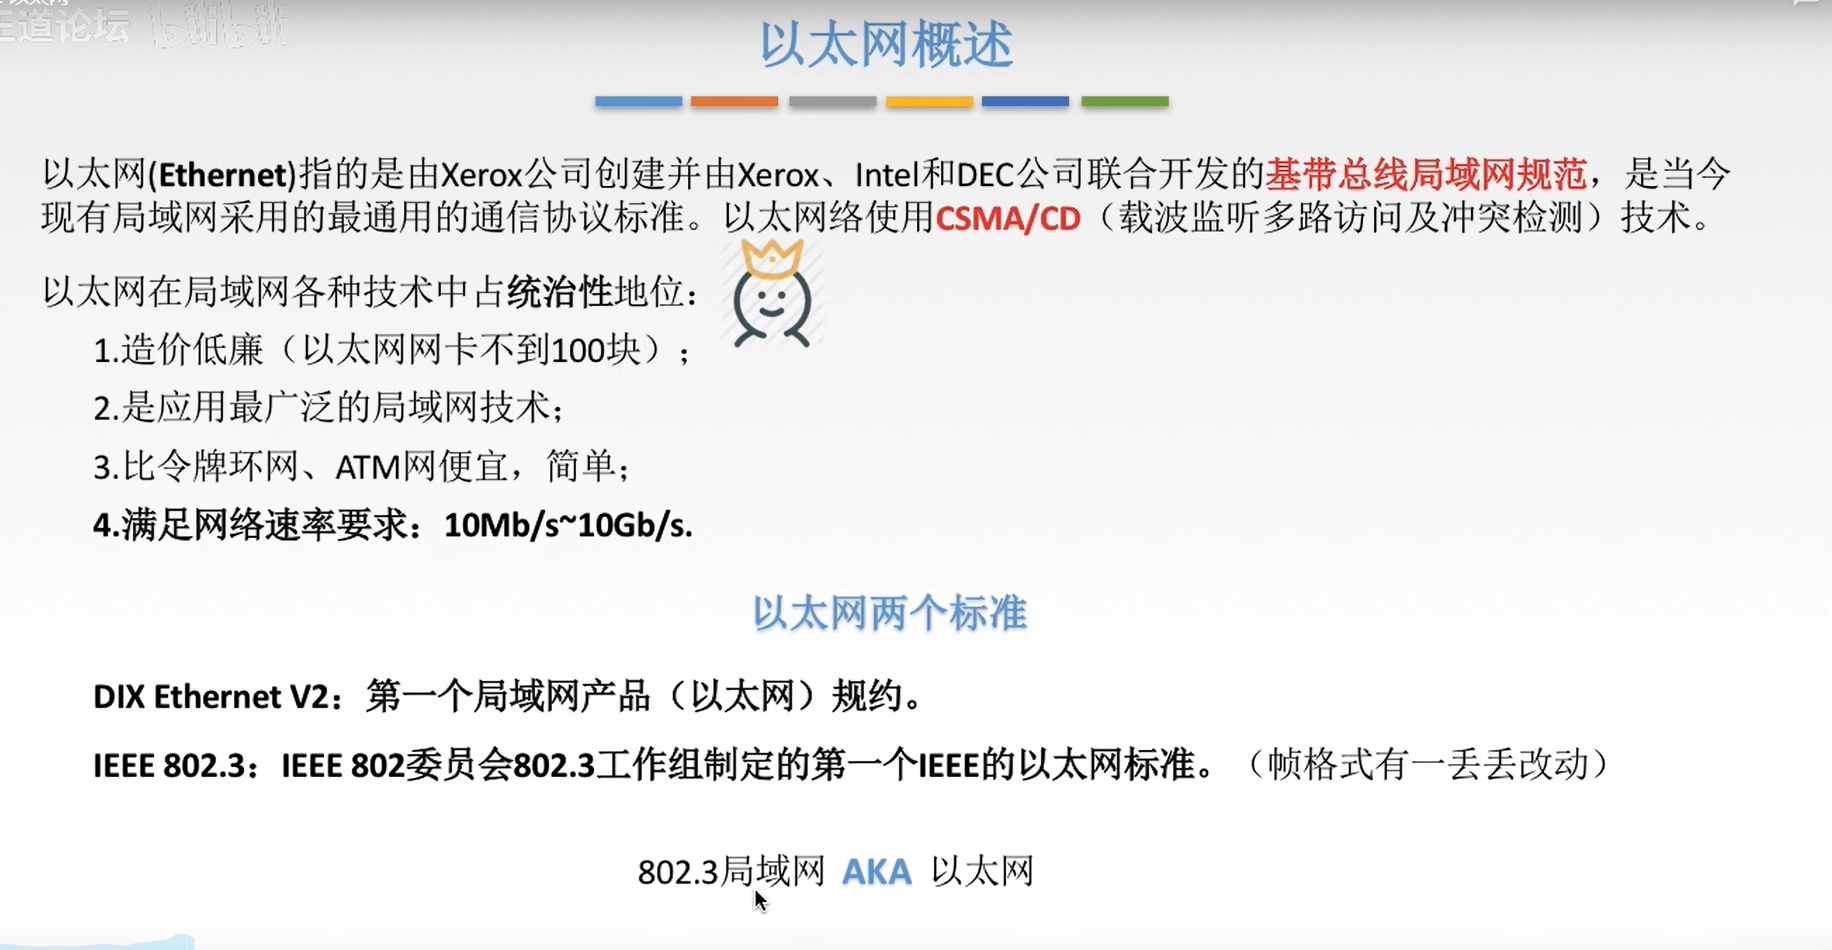 王道论坛 bilibili
以太网概述
以太网(Ethernet)指的是由Xerox公司创建并由Xerox、Intel和DEC公司联合开发的基带总线局域网规范，是当今
现有局域网采用的最通用的通信协议标准。以太网络使用CSMA/CD（载波监听多路访问及冲突检测）技术。
以太网在局域网各种技术中占统治性地位：
1.造价低廉（以太网网卡不到100块）；
2.是应用最广泛的局域网技术；
3.比令牌环网、ATM网便宜，简单；
4.满足网络速率要求：10Mb/s~10Gb/s.
以太网两个标准
DIX Ethernet V2：第一个局域网产品（以太网）规约。
IEEE 802.3：IEEE 802委员会802.3工作组制定的第一个IEEE的以太网标准。（帧格式有一丢丢改动）
802.3局域网 AKA 以太网